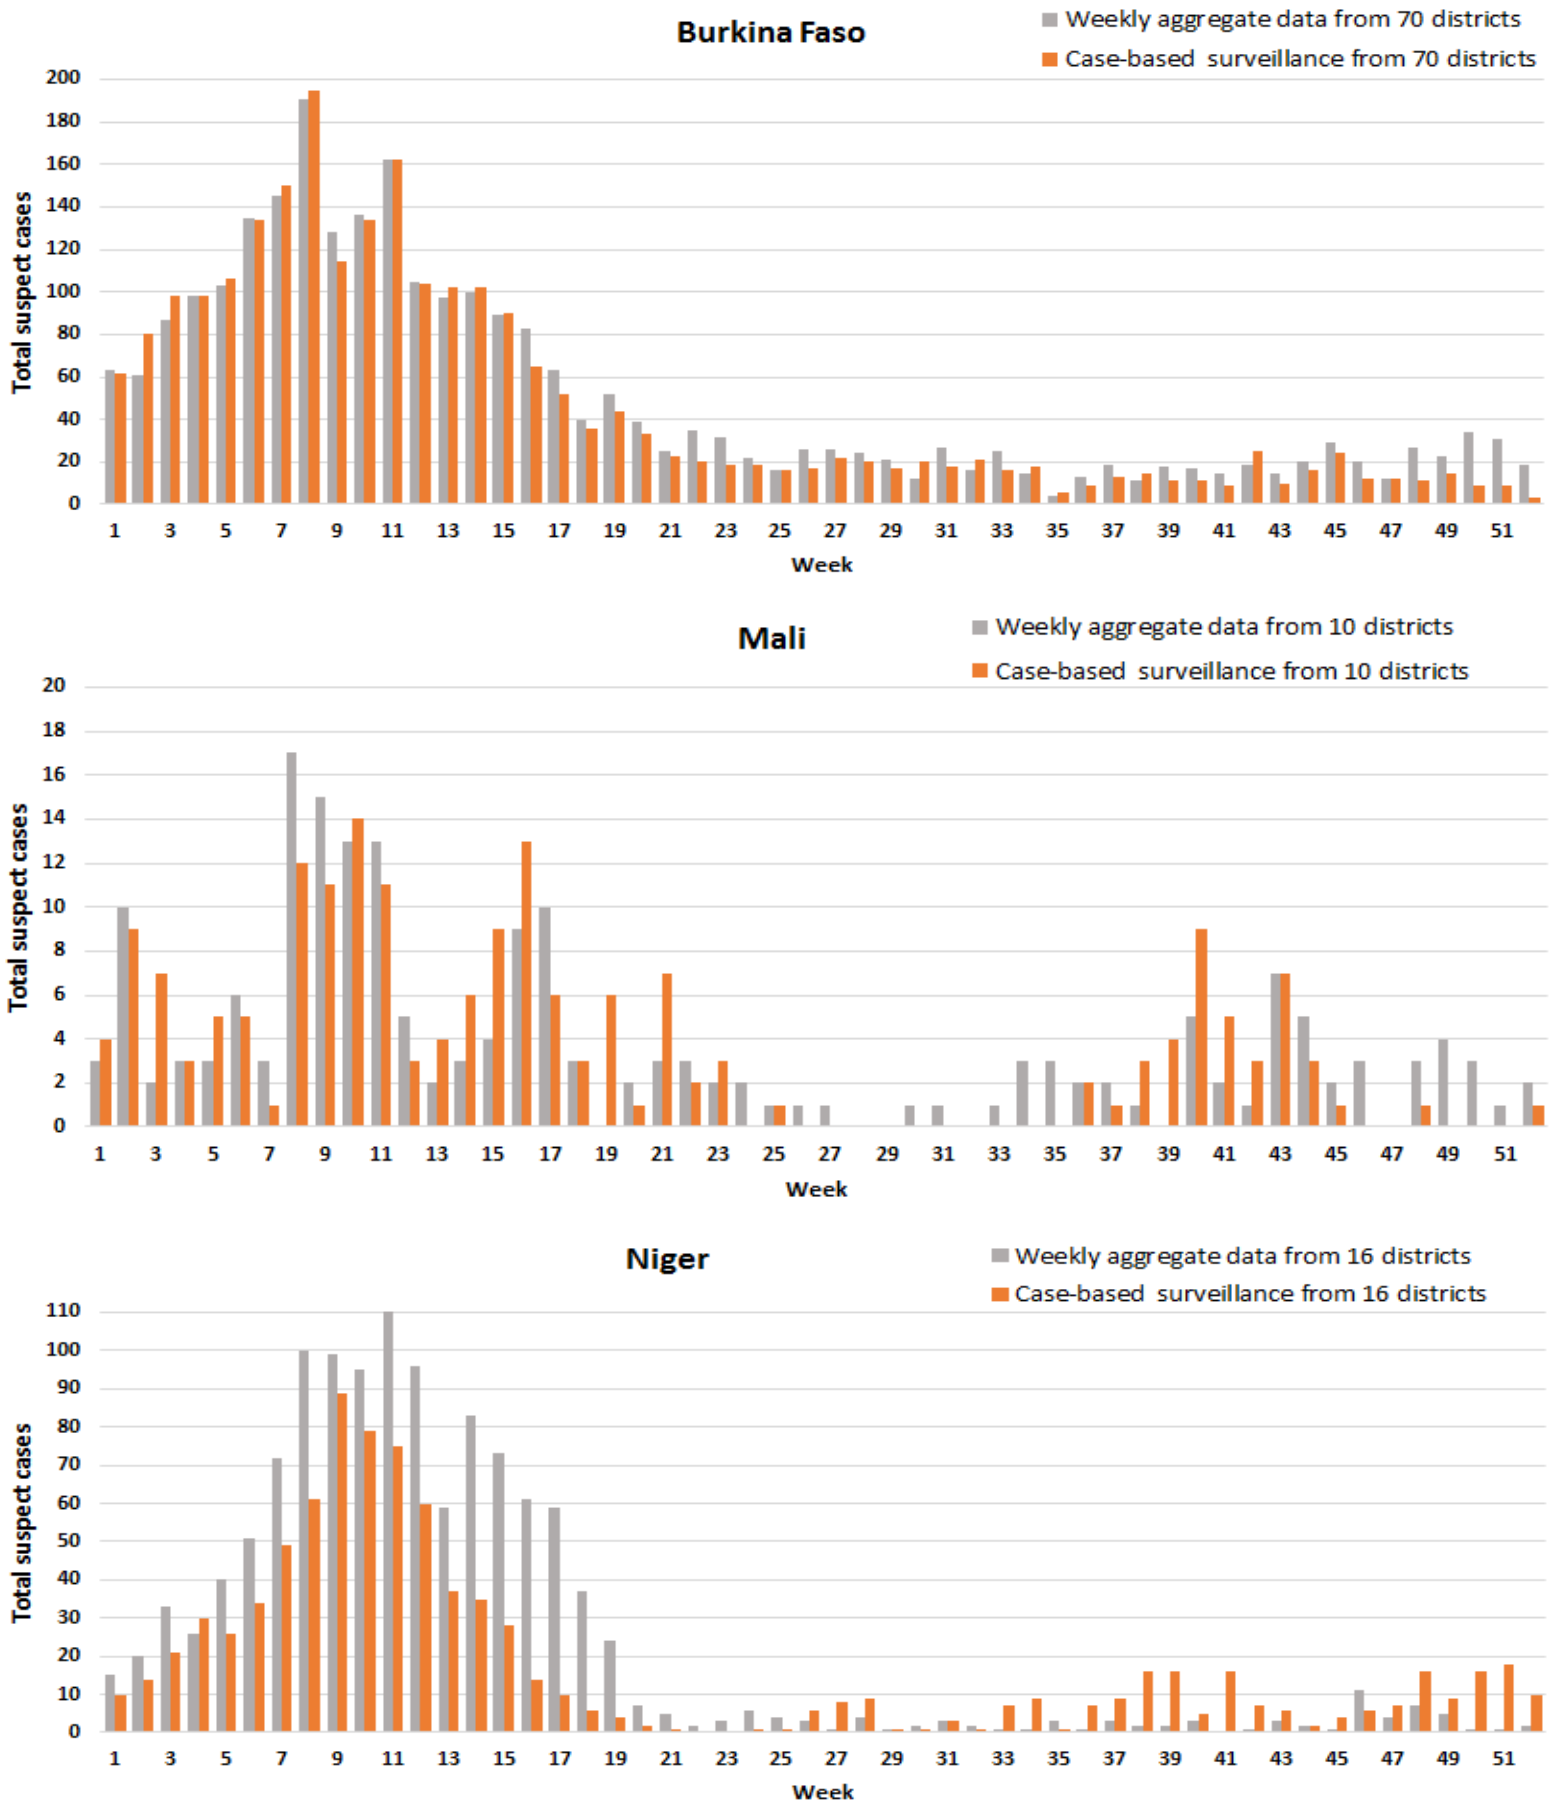 Burkina Faso
Weekly aggregate data from 70 districts
Case-based surveillance from 70 districts
Total suspect cases
200
180
160
140
120
100
80
60
40
20
0
1 3 5 7 9 11 13 15 17 19 21 23 25 27 29 31 33 35 37 39 41 43 45 47 49 51
Week
Mali
Weekly aggregate data from 10 districts
Case-based surveillance from 10 districts
Total suspect cases
20
18
16
14
12
10
8
6
4
2
0
1 3 5 7 9 11 13 15 17 19 21 23 25 27 29 31 33 35 37 39 41 43 45 47 49 51
Week
Niger
Weekly aggregate data from 16 districts
Case-based surveillance from 16 districts
Total suspect cases
110
100
90
80
70
60
50
40
30
20
10
0
1 3 5 7 9 11 13 15 17 19 21 23 25 27 29 31 33 35 37 39 41 43 45 47 49 51
Week